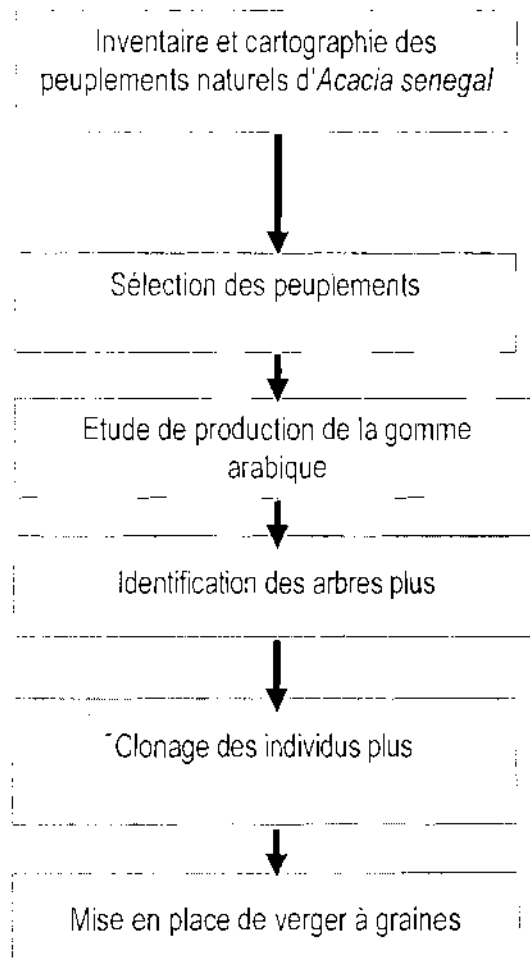 Inventaire et cartographie des
peuplements naturels d'Acacia senegal
Sélection des peuplements
Etude de production de la gomme
arabique
Identification des arbres plus
Clonage des individus plus
Mise en place de verger à graines